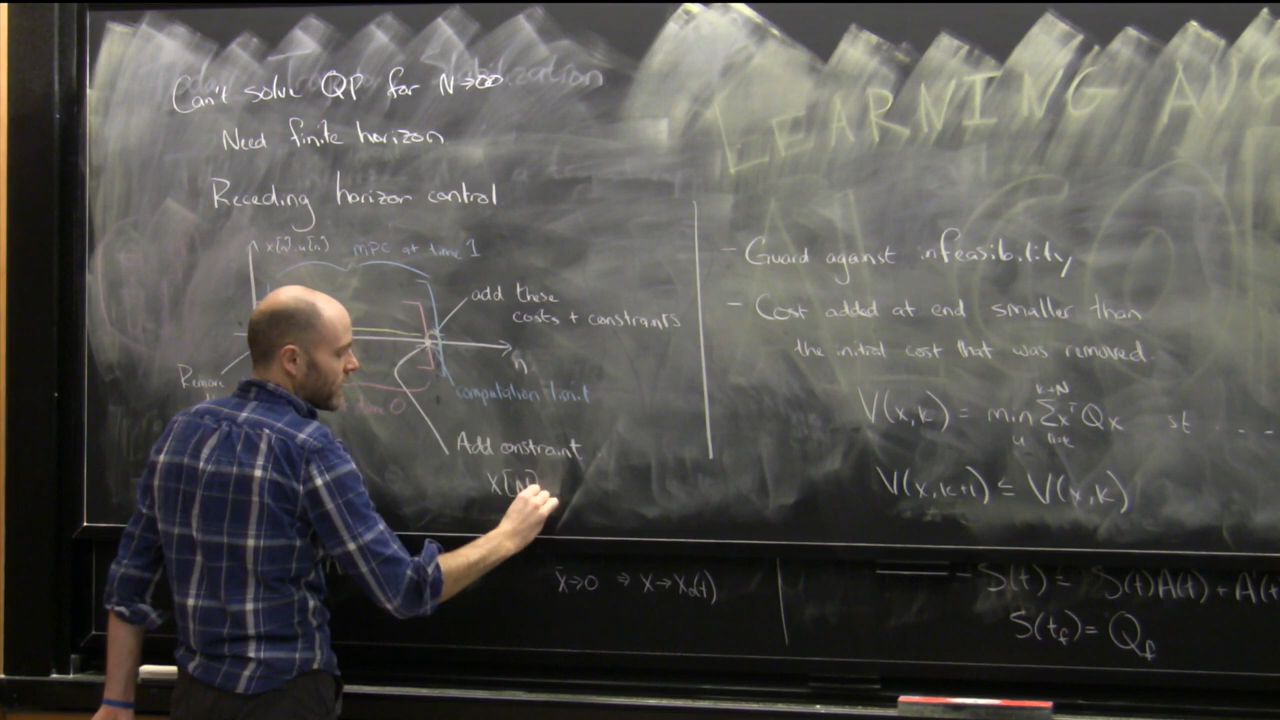 Can't solve QP for N→∞
Need finite horizon
Receding horizon control
x[n], u[n]
MPC at time 1
add these
costs + constraints
n
Remove
computation limit
time 0
Add constraint
X[N]
- Guard against infeasibility
- Cost added at end smaller than
the initial cost that was removed.
V(x,k) = min Σ xᵀQx st ....
u
k+N
n=k
V(x,k+1) ≤ V(x,k)
LEARNING AUG
x̄→0 ⇒ x→x₀(t)
-Ṡ(t) = S(t)A(t) + A(t
S(t_f) = Q_f